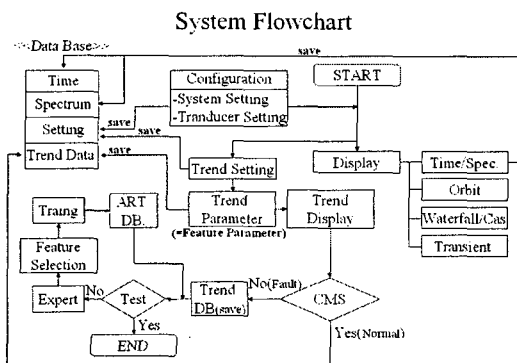 System Flowchart
<<Data Base>>
save
Time
Spectrum
Setting
Trend Data
Configuration
-System Setting
-Tranducer Setting
START
save
save
save
Trend Setting
Display
Time/Spec.
Orbit
Waterfall/Cas
Transient
Traing
ART
DB.
Trend
Parameter
(=Feature Parameter)
Trend
Display
Feature
Selection
Expert
No
Test
Yes
END
Trend
DB(save)
No(Fault)
CMS
Yes(Normal)